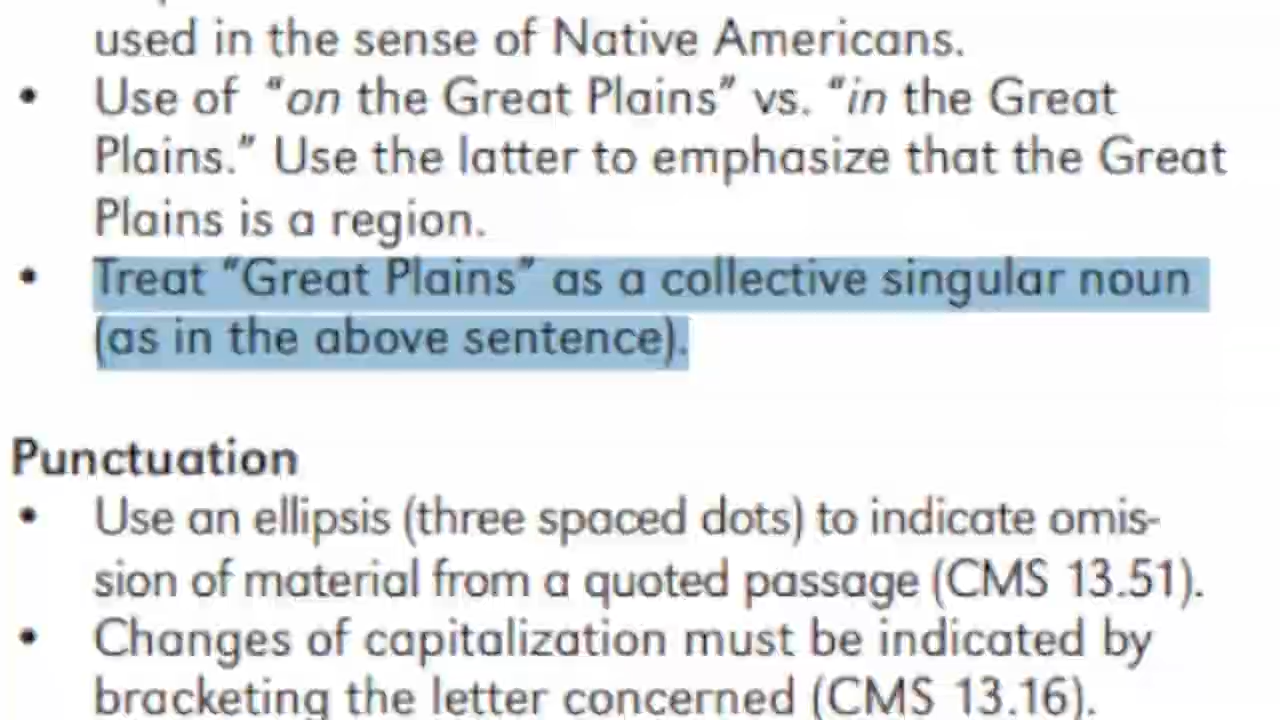 used in the sense of Native Americans.
• Use of “on the Great Plains” vs. “in the Great
Plains.” Use the latter to emphasize that the Great
Plains is a region.
• Treat “Great Plains” as a collective singular noun
(as in the above sentence).
Punctuation
• Use an ellipsis (three spaced dots) to indicate omis-
sion of material from a quoted passage (CMS 13.51).
• Changes of capitalization must be indicated by
bracketing the letter concerned (CMS 13.16).